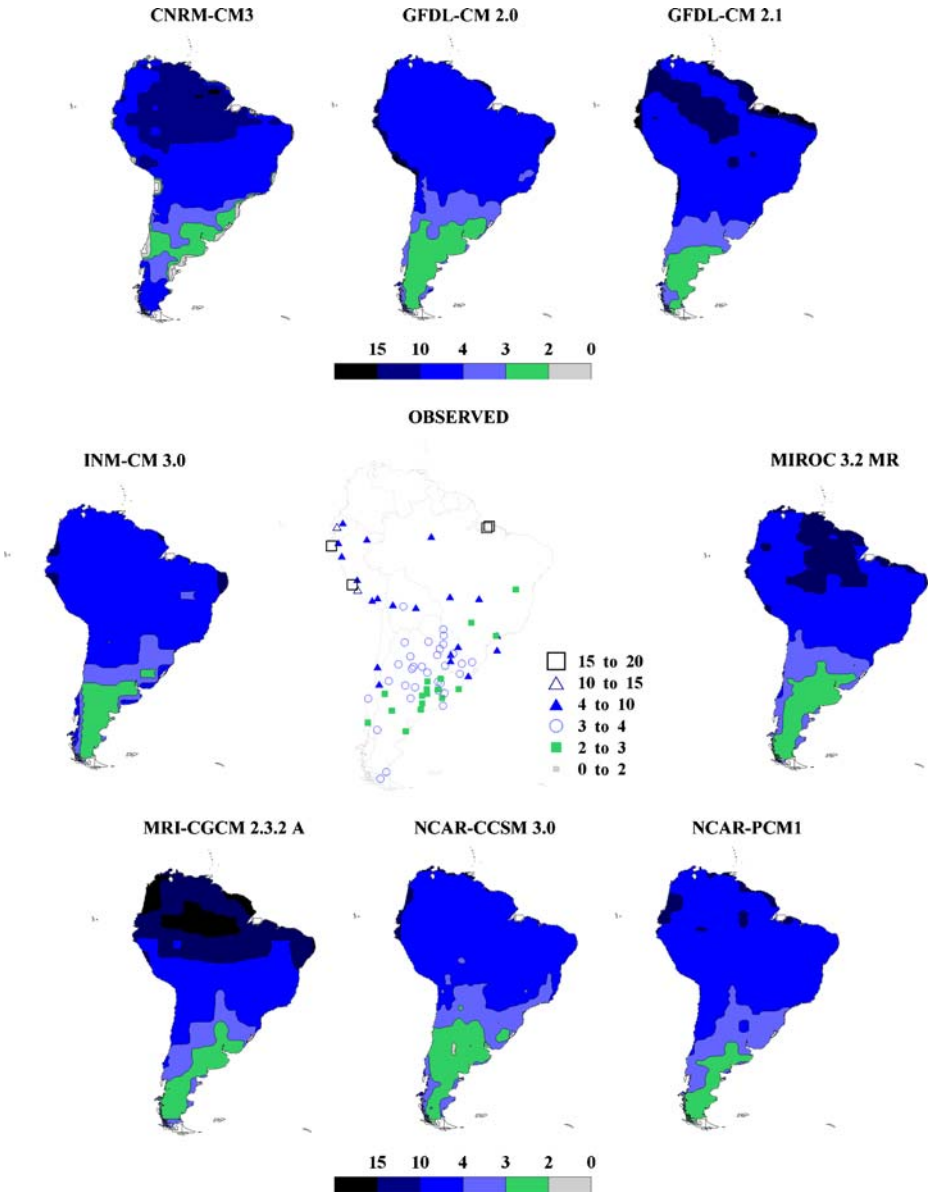 CNRM-CM3 GFDL-CM 2.0 GFDL-CM 2.1
15 10 4 3 2 0
OBSERVED
INM-CM 3.0 MIROC 3.2 MR
15 to 20
10 to 15
4 to 10
3 to 4
2 to 3
0 to 2
MRI-CGCM 2.3.2 A NCAR-CCSM 3.0 NCAR-PCM1
15 10 4 3 2 0